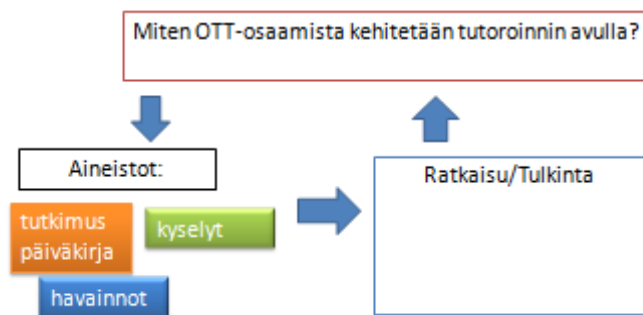 Miten OTT-osaamista kehitetään tutoroinnin avulla?
Aineistot:
tutkimus
päiväkirja
kyselyt
havainnot
Ratkaisu/Tulkinta